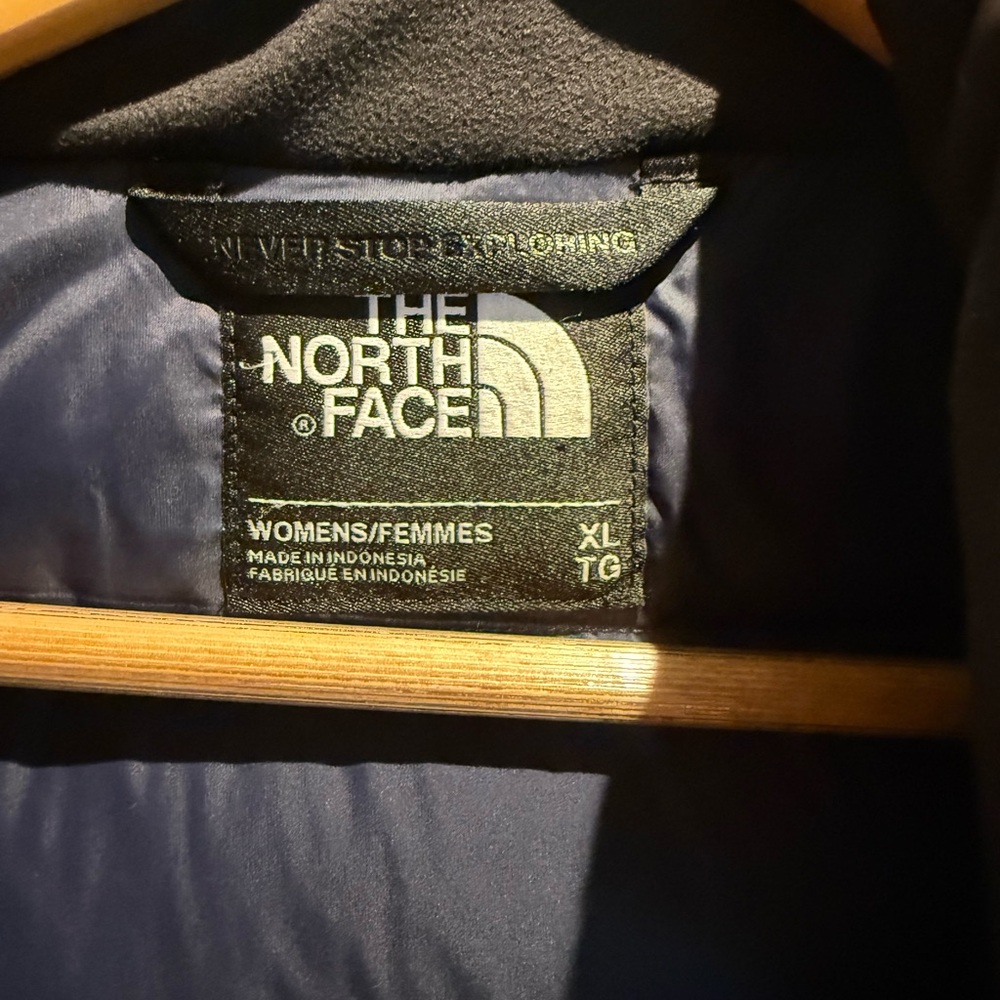 NEVER STOP EXPLORING
THE
NORTH
FACE
®
WOMENS/FEMMES XL
MADE IN INDONESIA TG
FABRIQUÉ EN INDONÉSIE